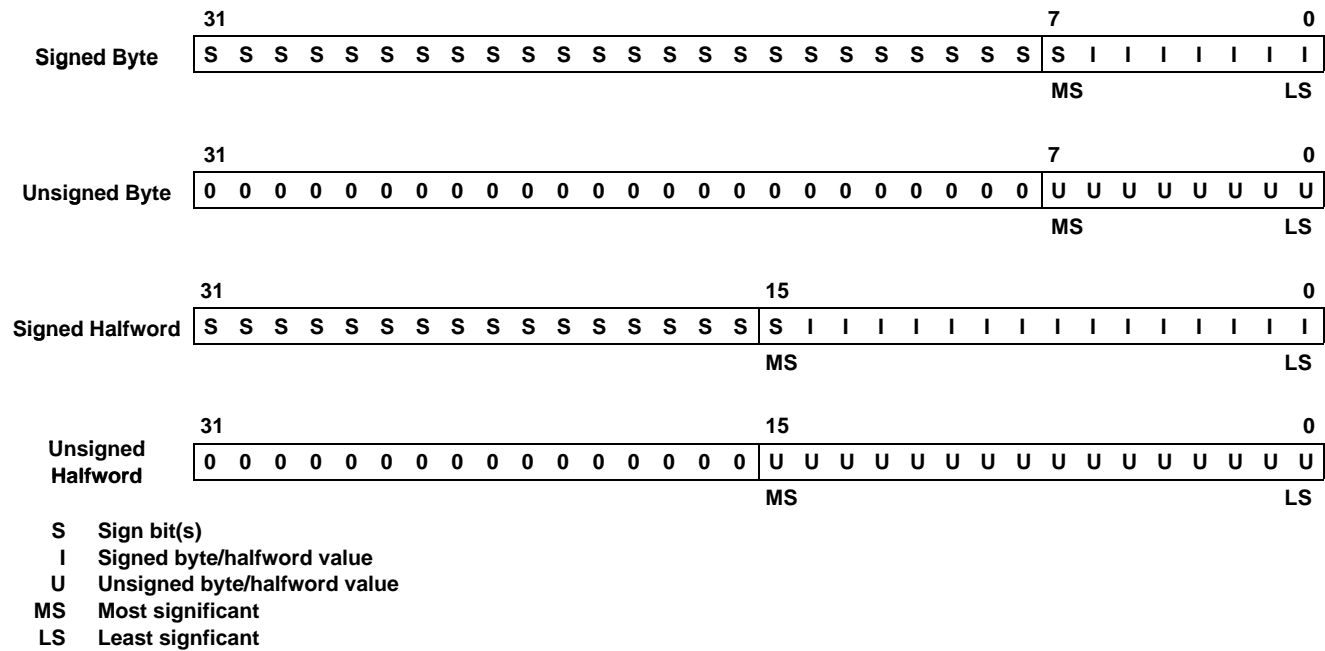 31 7 0
Signed Byte S S S S S S S S S S S S S S S S S S S S S S S S S I I I I I I I
MS LS
31 7 0
Unsigned Byte 0 0 0 0 0 0 0 0 0 0 0 0 0 0 0 0 0 0 0 0 0 0 0 0 U U U U U U U U
MS LS
31 15 0
Signed Halfword S S S S S S S S S S S S S S S S S I I I I I I I I I I I I I I I
MS LS
31 15 0
Unsigned
Halfword
0 0 0 0 0 0 0 0 0 0 0 0 0 0 0 0 U U U U U U U U U U U U U U U U
MS LS
S Sign bit(s)
I Signed byte/halfword value
U Unsigned byte/halfword value
MS Most significant
LS Least signficant